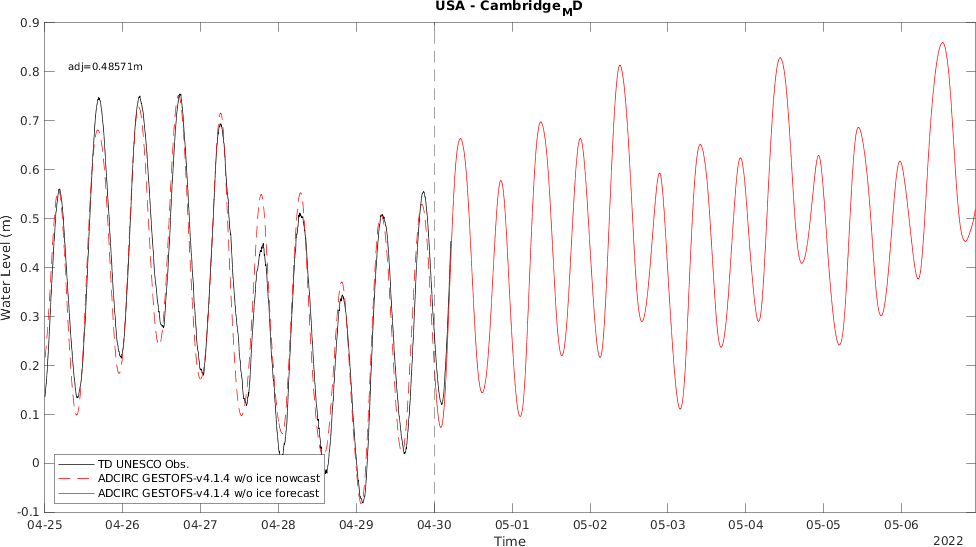 USA - Cambridge_MD
0.9
0.8
adj=0.48571m
0.7
0.6
0.5
Water Level (m)
0.4
0.3
0.2
0.1
0
-0.1
TD UNESCO Obs.
ADCIRC GESTOFS-v4.1.4 w/o ice nowcast
ADCIRC GESTOFS-v4.1.4 w/o ice forecast
04-25 04-26 04-27 04-28 04-29 04-30 05-01 05-02 05-03 05-04 05-05 05-06
Time
2022